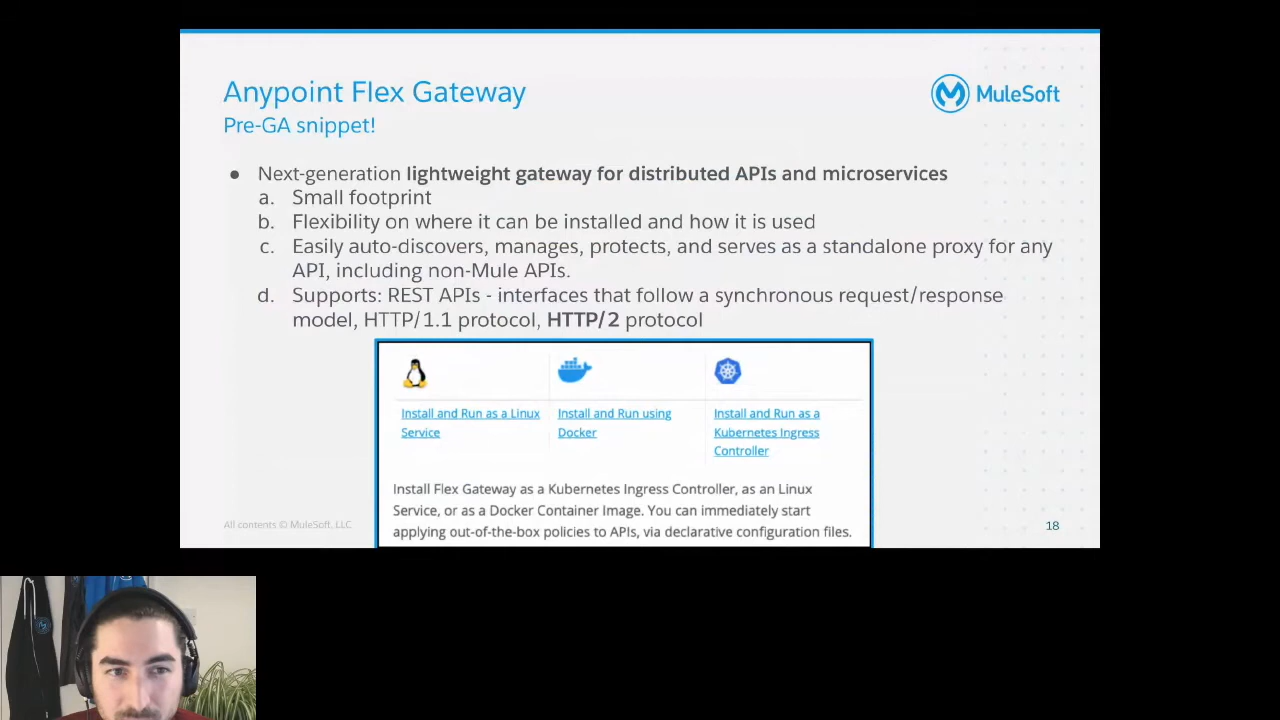 Anypoint Flex Gateway
MuleSoft
Pre-GA snippet!
● Next-generation lightweight gateway for distributed APIs and microservices
a. Small footprint
b. Flexibility on where it can be installed and how it is used
c. Easily auto-discovers, manages, protects, and serves as a standalone proxy for any
API, including non-Mule APIs.
d. Supports: REST APIs - interfaces that follow a synchronous request/response
model, HTTP/1.1 protocol, HTTP/2 protocol
Install and Run as a Linux
Service
Install and Run using
Docker
Install and Run as a
Kubernetes Ingress
Controller
Install Flex Gateway as a Kubernetes Ingress Controller, as an Linux
Service, or as a Docker Container Image. You can immediately start
applying out-of-the-box policies to APIs, via declarative configuration files.
All contents © MuleSoft, LLC
18